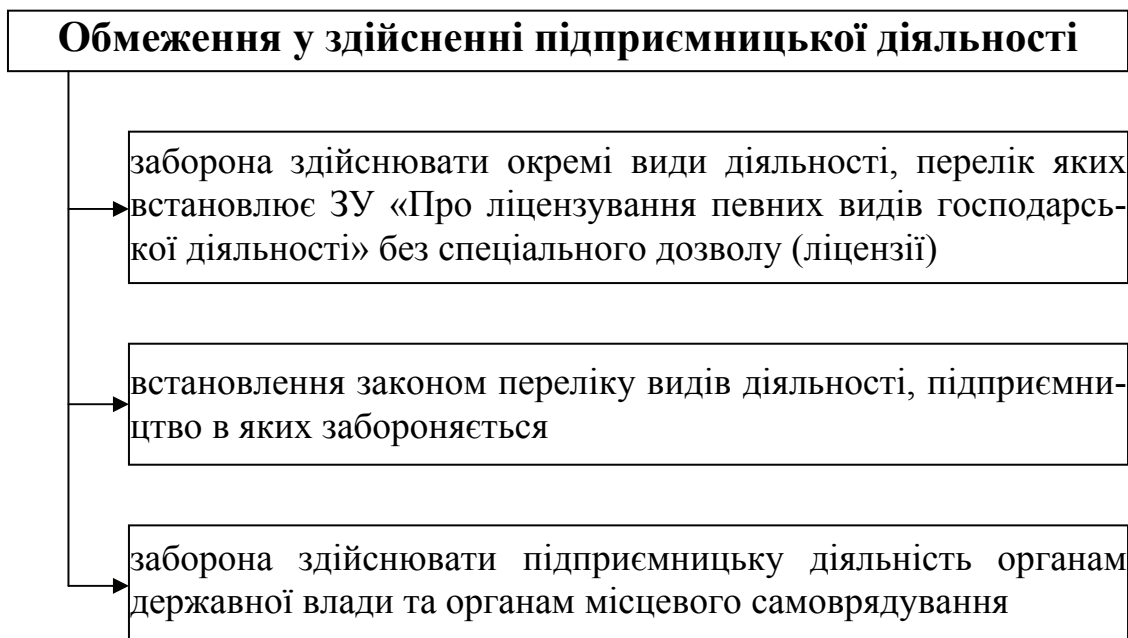 Обмеження у здійсненні підприємницької діяльності
заборона здійснювати окремі види діяльності, перелік яких
встановлює ЗУ «Про ліцензування певних видів господарсь-
кої діяльності» без спеціального дозволу (ліцензії)
встановлення законом переліку видів діяльності, підприємни-
цтво в яких забороняється
заборона здійснювати підприємницьку діяльність органам
державної влади та органам місцевого самоврядування